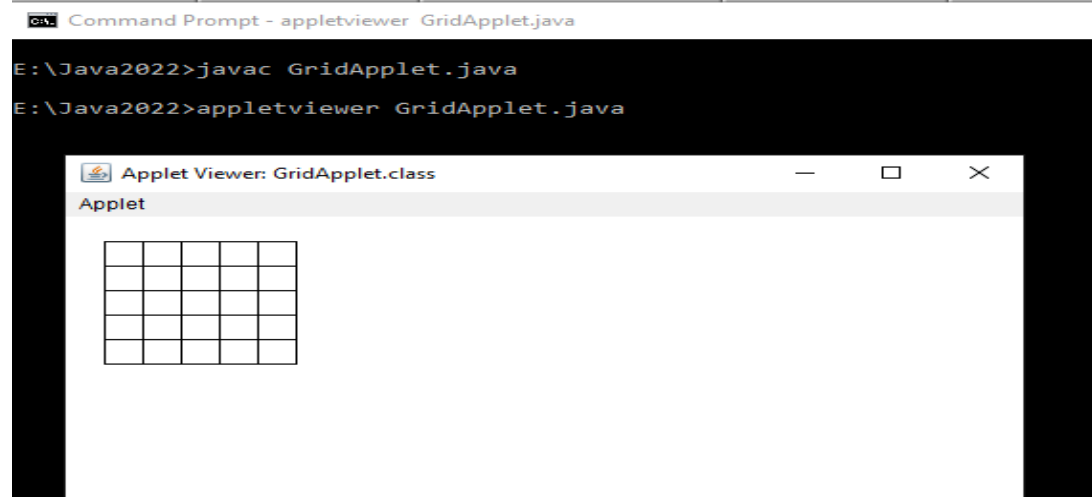 Command Prompt - appletviewer  GridApplet.java
E:\Java2022>javac GridApplet.java
E:\Java2022>appletviewer GridApplet.java
Applet Viewer: GridApplet.class
Applet